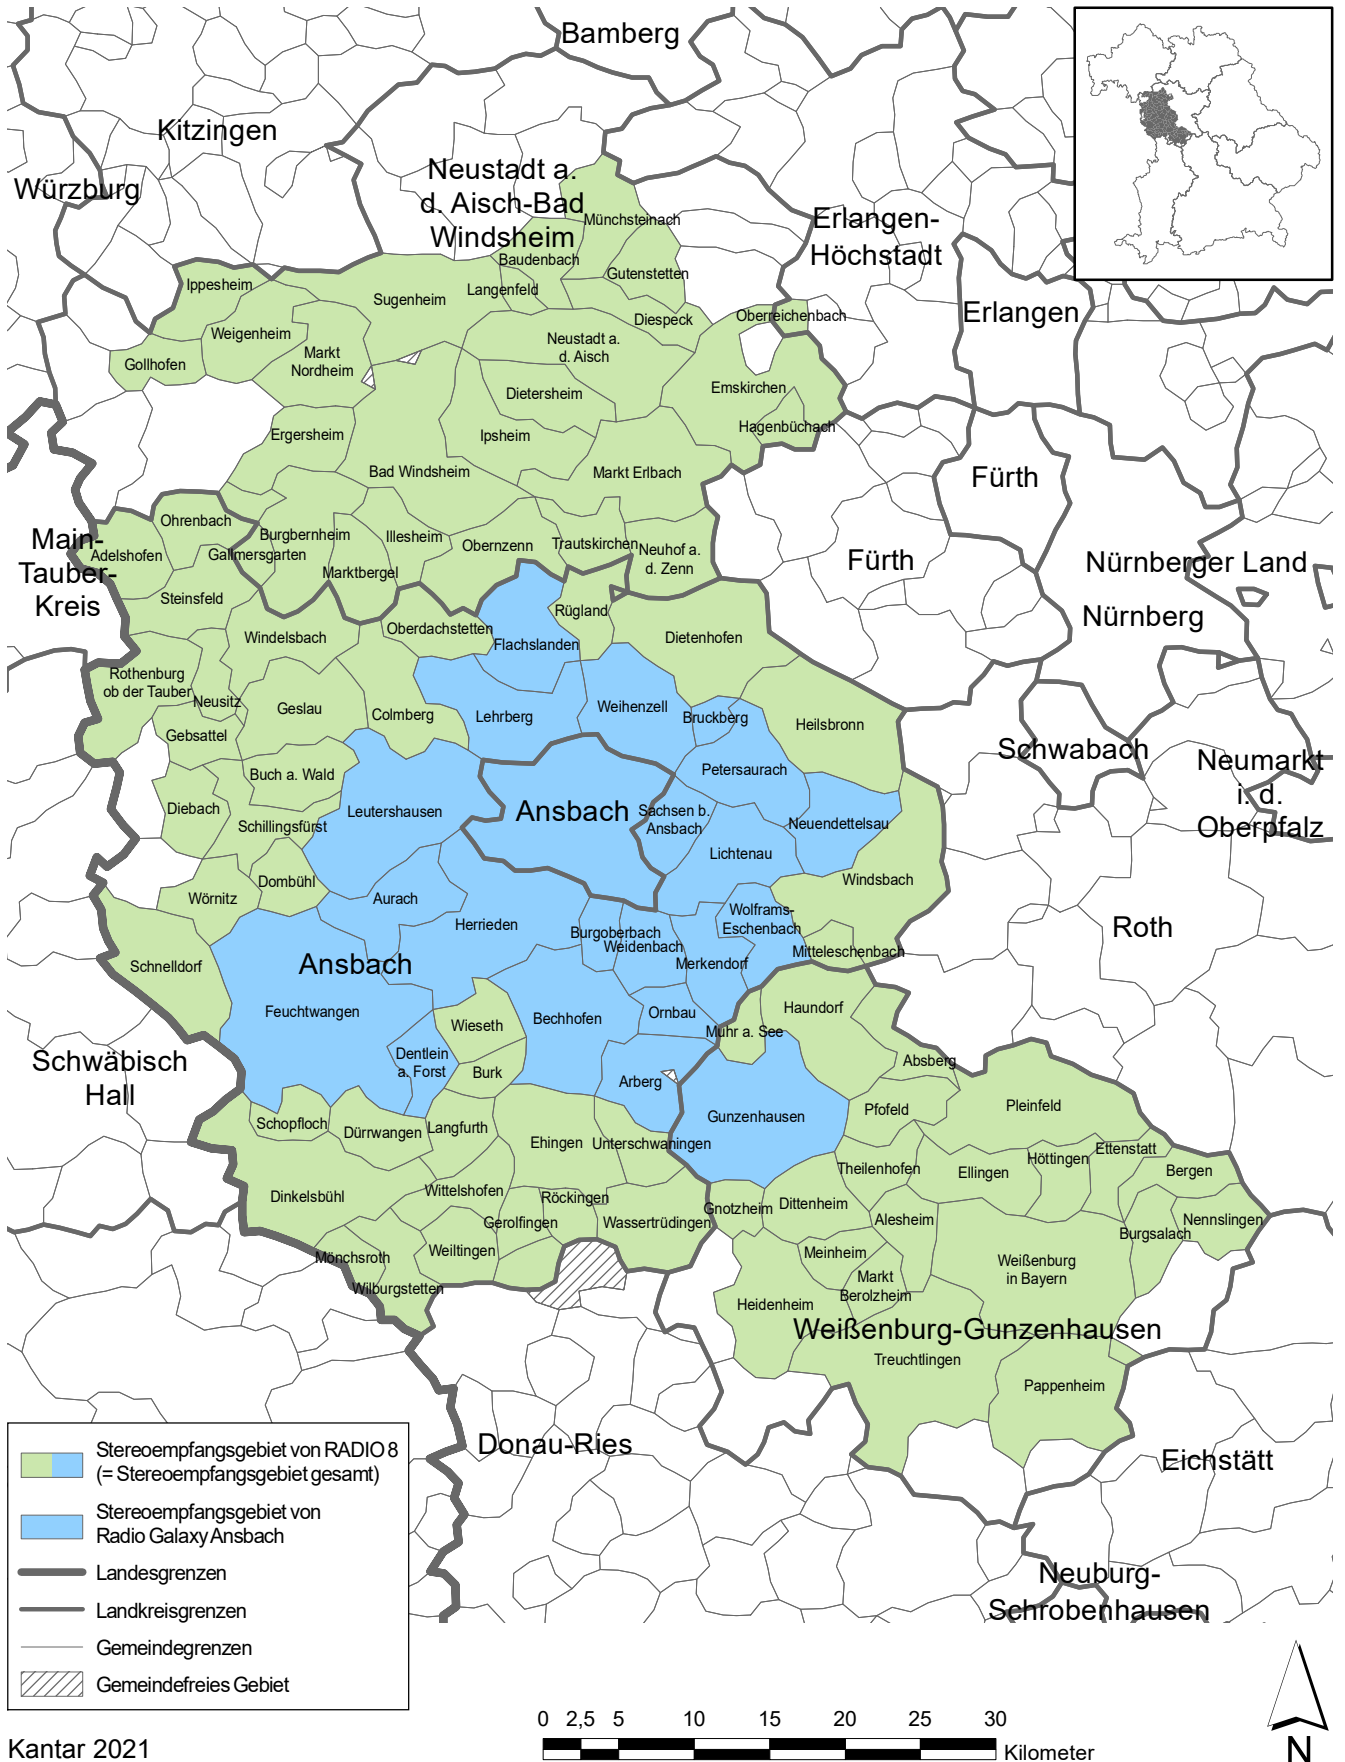 Bamberg
Kitzingen
Würzburg
Neustadt a.
d. Aisch-Bad
Windsheim
Erlangen-
Höchstadt
Erlangen
Münchsteinach
Baudenbach
Gutenstetten
Langenfeld
Diespeck
Ippesheim
Sugenheim
Oberreichenbach
Weigenheim
Neustadt a.
d. Aisch
Markt
Nordheim
Gollhofen
Dietersheim
Emskirchen
Hagenbüchach
Ergersheim
Ipsheim
Bad Windsheim
Markt Erlbach
Fürth
Fürth
Nürnberger Land
Nürnberg
Main-
Tauber-
Kreis
Ohrenbach
Adelshofen
Gallmersgarten
Burgbernheim
Illesheim
Marktbergel
Obernzenn
Trautskirchen
Neuhof a.
d. Zenn
Steinsfeld
Windelsbach
Oberdachstetten
Flachslanden
Rügland
Dietenhofen
Rothenburg
ob der Tauber
Neusitz
Geslau
Colmberg
Lehrberg
Weihenzell
Bruckberg
Heilsbronn
Gebsattel
Buch a. Wald
Petersaurach
Schwabach
Neumarkt
i. d.
Oberpfalz
Diebach
Schillingsfürst
Leutershausen
Ansbach
Sachsen b.
Ansbach
Neuendettelsau
Lichtenau
Wörnitz
Dombühl
Aurach
Windsbach
Herrieden
Burgoberbach
Weidenbach
Wolframs-
Eschenbach
Merkendorf
Mitteleschenbach
Roth
Schnelldorf
Ansbach
Feuchtwangen
Wieseth
Bechhofen
Ornbau
Muhr a. See
Haundorf
Absberg
Schwäbisch
Hall
Dentlein
a. Forst
Burk
Arberg
Gunzenhausen
Pfofeld
Pleinfeld
Schopfloch
Dürrwangen
Langfurth
Ehingen
Unterschwaningen
Theilenhofen
Ellingen
Höttingen
Ettenstatt
Bergen
Dinkelsbühl
Wittelshofen
Röckingen
Gerolfingen
Wassertrüdingen
Gnotzheim
Dittenheim
Alesheim
Burgsalach
Nennslingen
Mönchsroth
Weiltingen
Wilburgstetten
Meinheim
Markt
Berolzheim
Weißenburg
in Bayern
Heidenheim
Weißenburg-Gunzenhausen
Treuchtlingen
Pappenheim
Donau-Ries
Eichstätt
Neuburg-
Schrobenhausen
Stereoempfangsgebiet von RADIO 8
(= Stereoempfangsgebiet gesamt)
Stereoempfangsgebiet von
Radio Galaxy Ansbach
Landesgrenzen
Landkreisgrenzen
Gemeindegrenzen
Gemeindefreies Gebiet
0 2,5 5 10 15 20 25 30
Kilometer
N
Kantar 2021